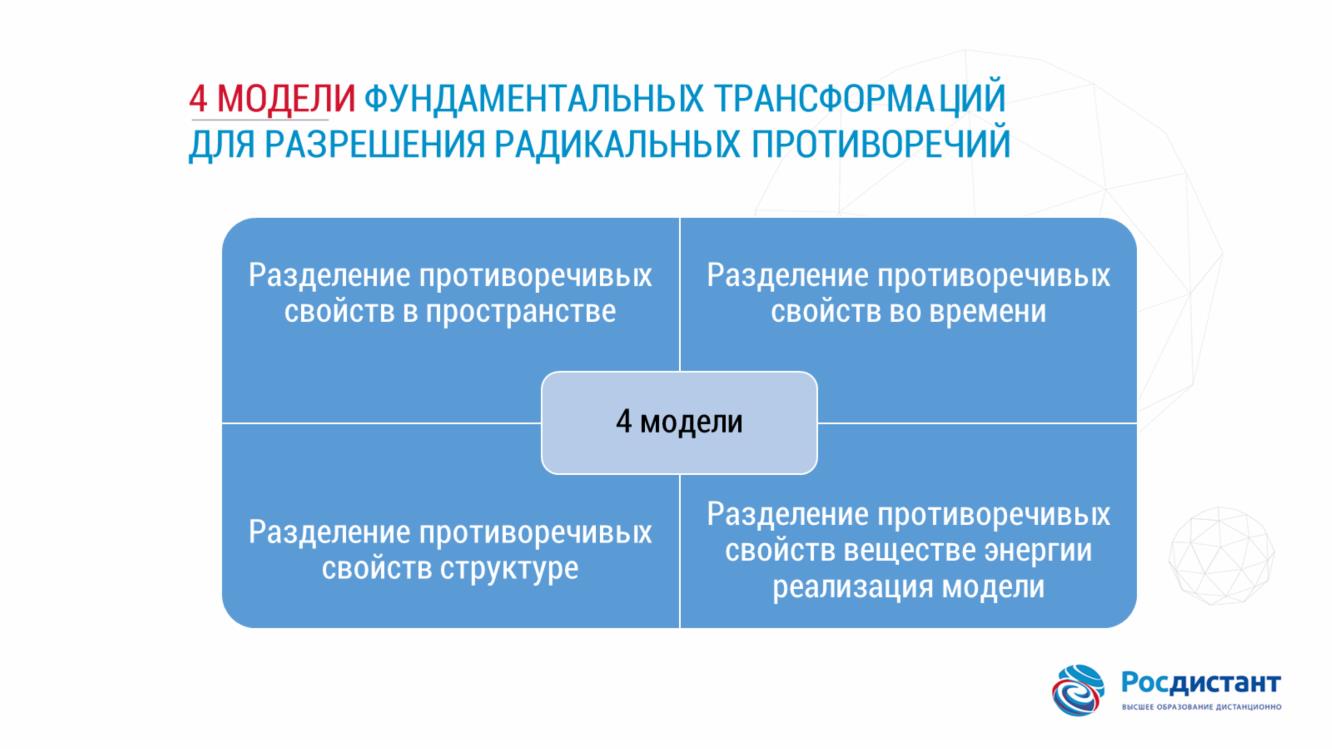 4 МОДЕЛИ ФУНДАМЕНТАЛЬНЫХ ТРАНСФОРМАЦИЙ
ДЛЯ РАЗРЕШЕНИЯ РАДИКАЛЬНЫХ ПРОТИВОРЕЧИЙ
Разделение противоречивых
свойств в пространстве
Разделение противоречивых
свойств во времени
4 модели
Разделение противоречивых
свойств структуре
Разделение противоречивых
свойств веществе энергии
реализация модели
Росдистант
ВЫСШЕЕ ОБРАЗОВАНИЕ ДИСТАНЦИОННО